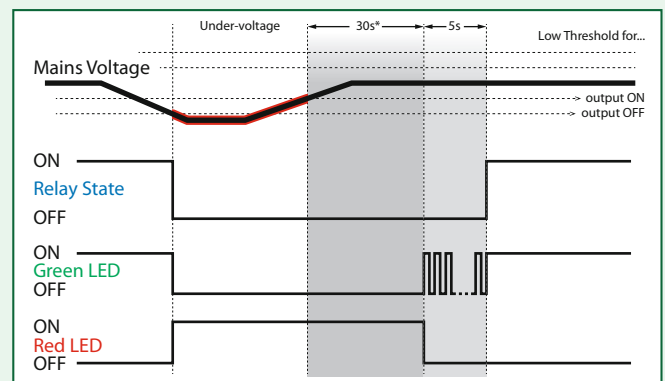 Under-voltage 30s* 5s
Low Threshold for...
Mains Voltage
output ON
output OFF
ON
Relay State
OFF
ON
Green LED
OFF
ON
Red LED
OFF